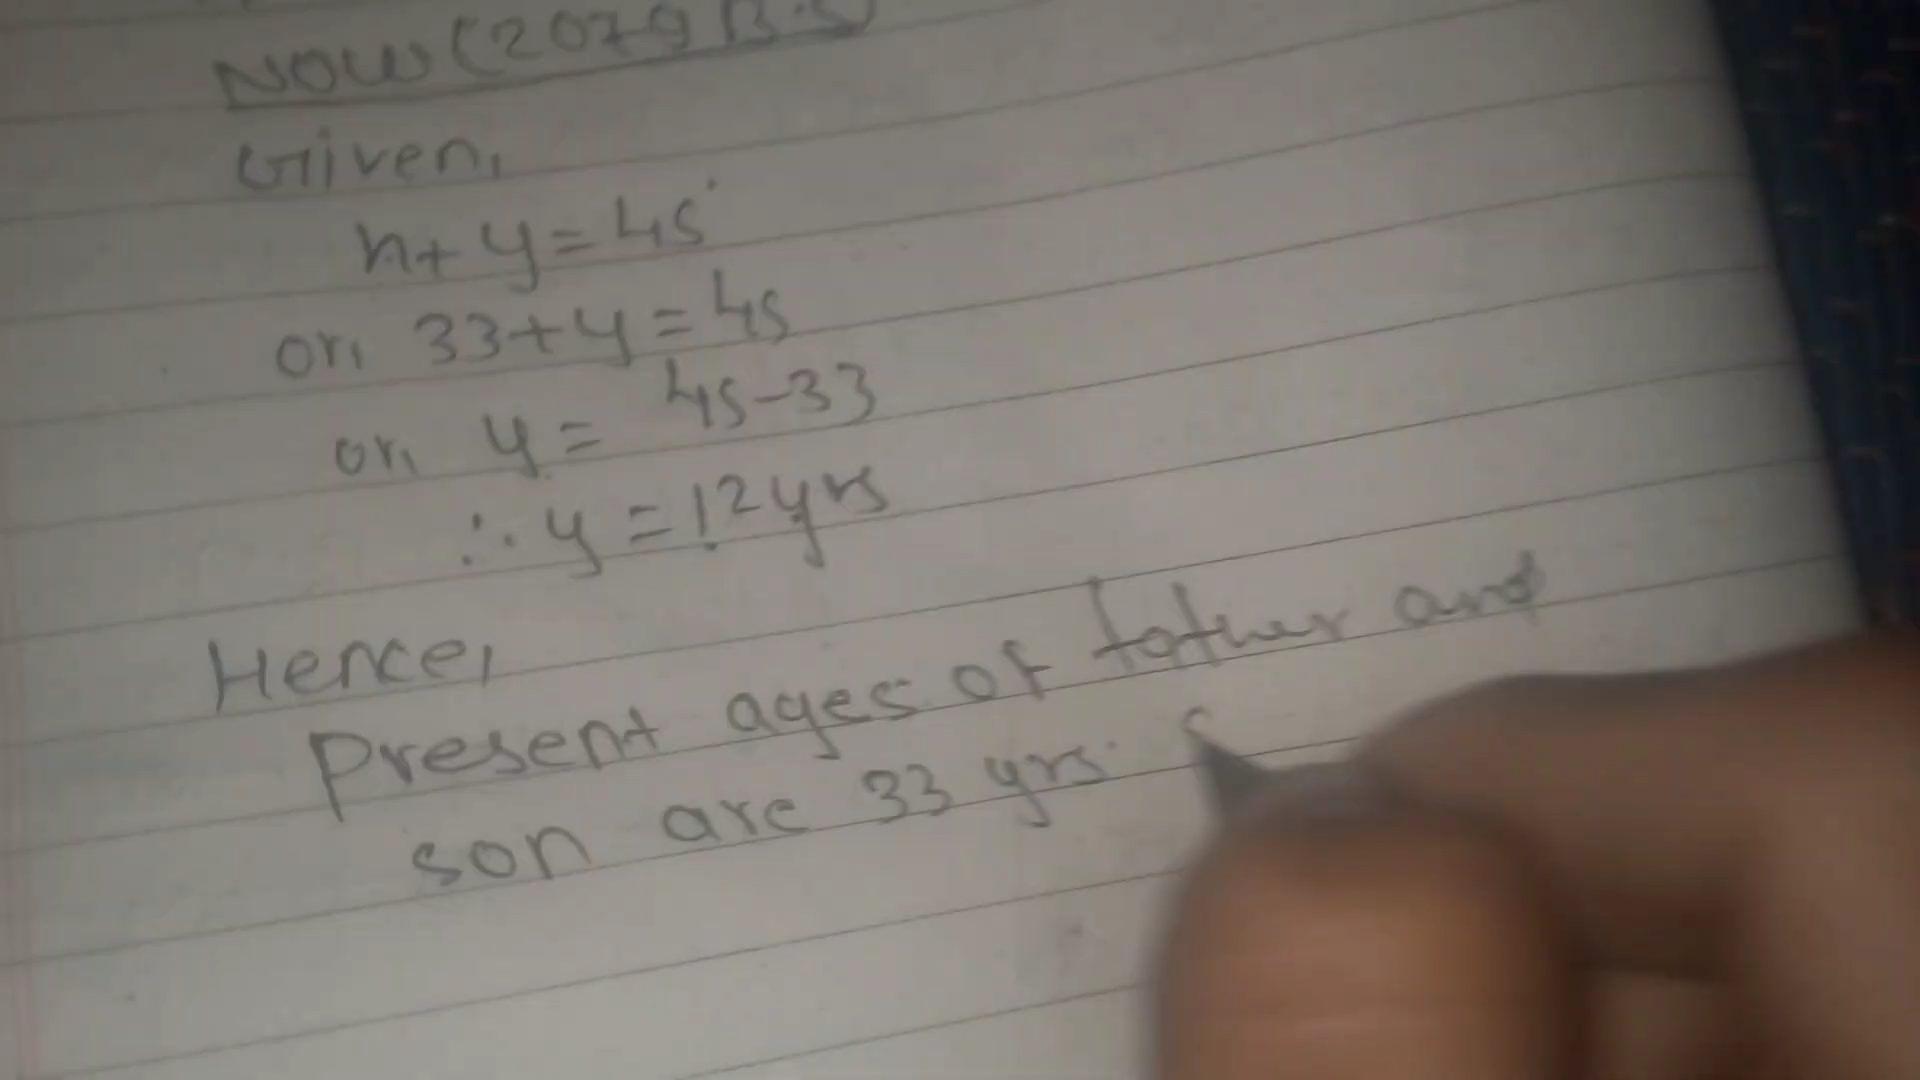 Now (2079 B.S)
Given,
x + y = 45
or, 33 + y = 45
or, y = 45 - 33
∴ y = 12 yrs
Hence,
Present ages of father and
son are 33 yrs.